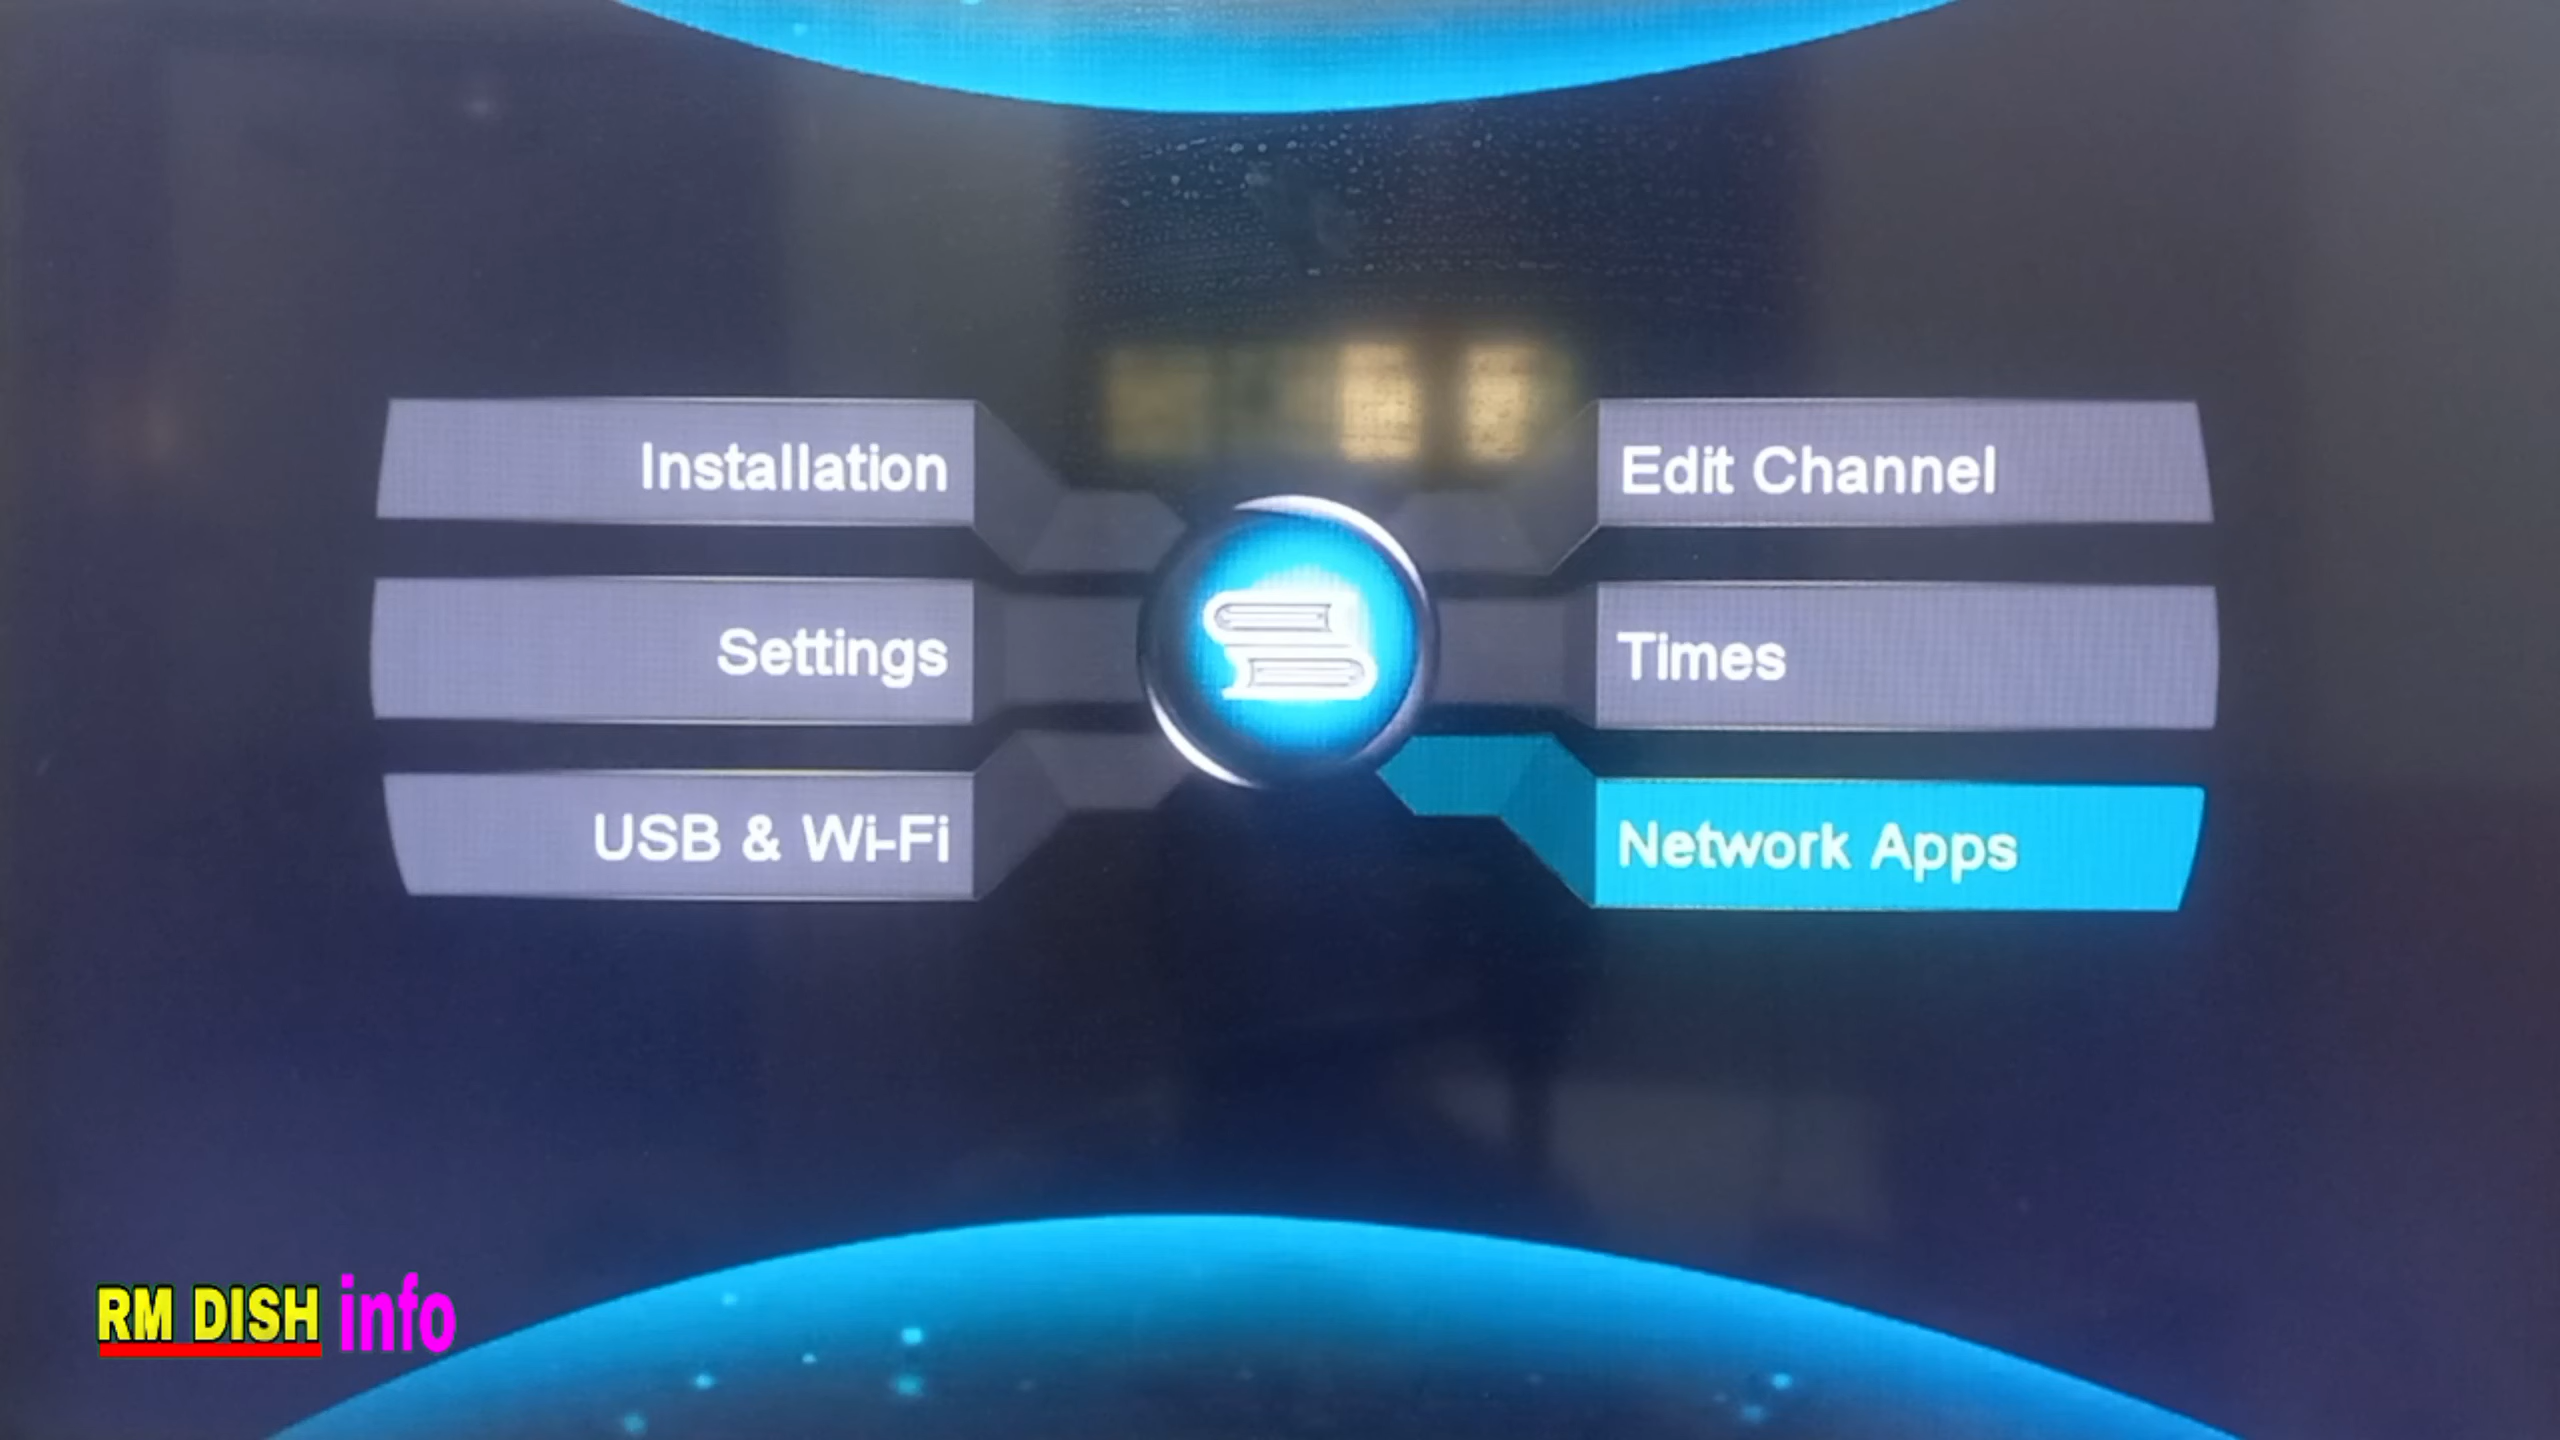 Installation
Settings
USB & Wi-Fi
Edit Channel
Times
Network Apps
RM DISH info